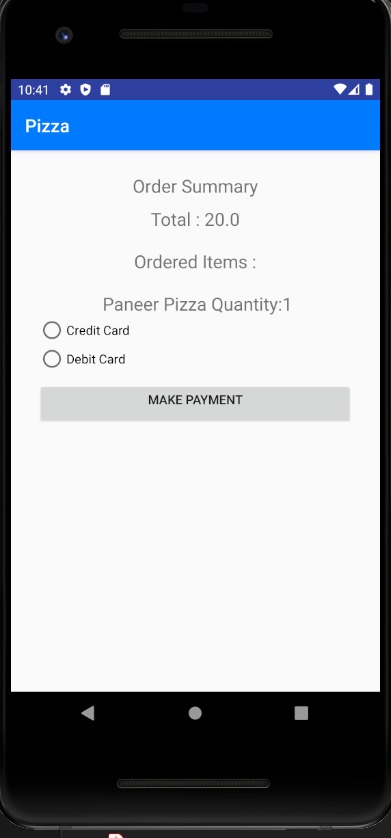 10:41
Pizza
Order Summary
Total : 20.0
Ordered Items :
Paneer Pizza Quantity:1
Credit Card
Debit Card
MAKE PAYMENT